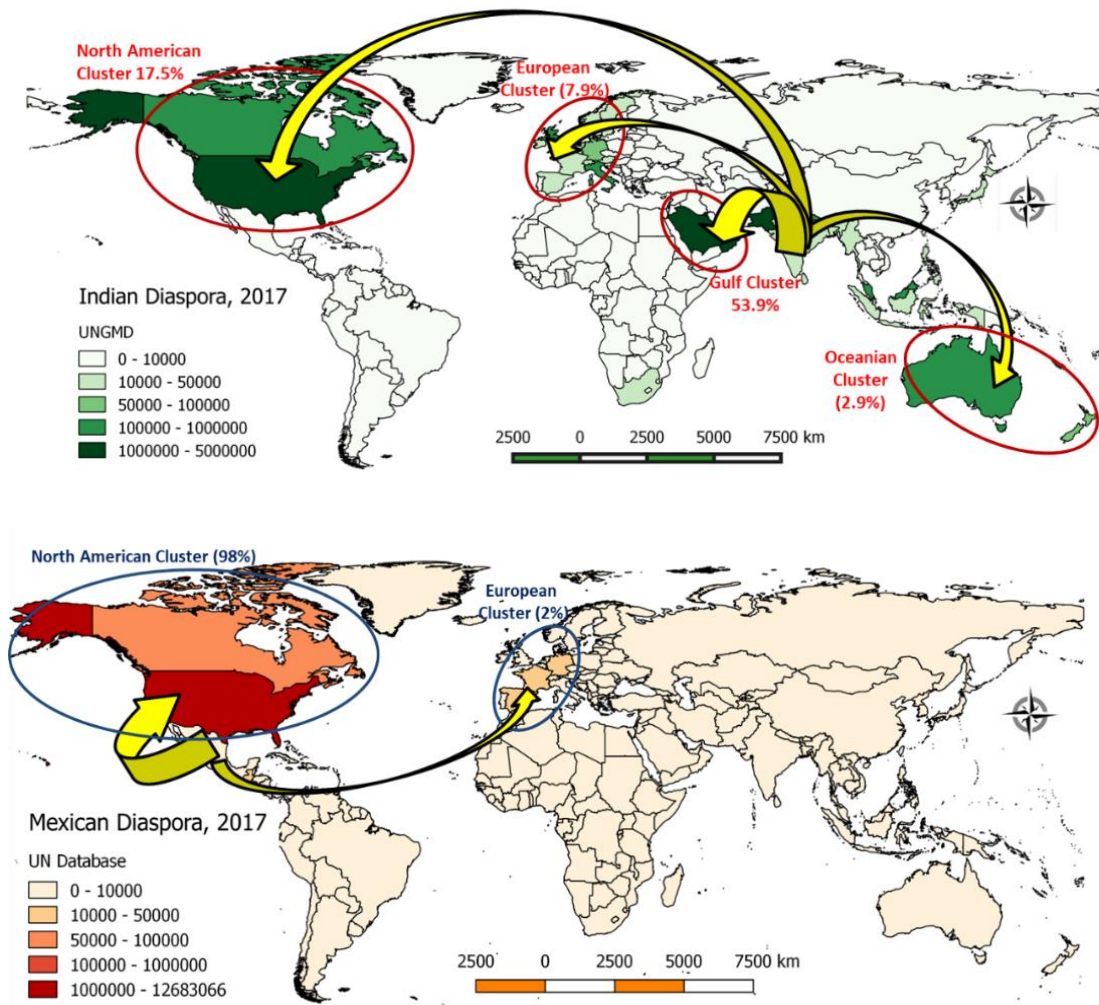 North American
Cluster 17.5%
European
Cluster (7.9%)
Gulf Cluster
53.9%
Oceanian
Cluster
(2.9%)
Indian Diaspora, 2017
UNGMD
0 - 10000
10000 - 50000
50000 - 100000
100000 - 1000000
1000000 - 5000000
2500 0 2500 5000 7500 km
North American Cluster (98%)
European
Cluster (2%)
Mexican Diaspora, 2017
UN Database
0 - 10000
10000 - 50000
50000 - 100000
100000 - 1000000
1000000 - 12683066
2500 0 2500 5000 7500 km